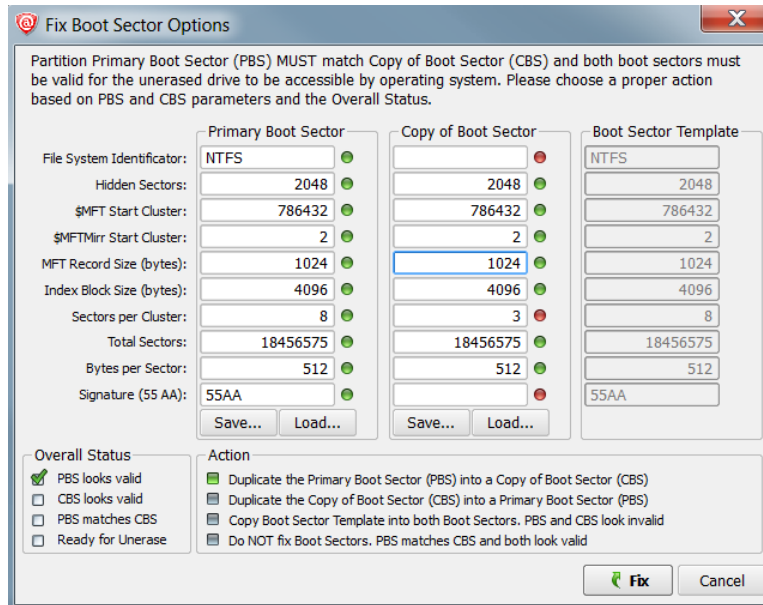 Fix Boot Sector Options
Partition Primary Boot Sector (PBS) MUST match Copy of Boot Sector (CBS) and both boot sectors must
be valid for the unerased drive to be accessible by operating system. Please choose a proper action
based on PBS and CBS parameters and the Overall Status.
Primary Boot Sector Copy of Boot Sector Boot Sector Template
File System Identificator: NTFS NTFS
Hidden Sectors: 2048 2048 2048
$MFT Start Cluster: 786432 786432 786432
$MFTMirr Start Cluster: 2 2 2
MFT Record Size (bytes): 1024 1024 1024
Index Block Size (bytes): 4096 4096 4096
Sectors per Cluster: 8 3 8
Total Sectors: 18456575 18456575 18456575
Bytes per Sector: 512 512 512
Signature (55 AA): 55AA 55AA
Save... Load... Save... Load...
Overall Status Action
PBS looks valid Duplicate the Primary Boot Sector (PBS) into a Copy of Boot Sector (CBS)
CBS looks valid Duplicate the Copy of Boot Sector (CBS) into a Primary Boot Sector (PBS)
PBS matches CBS Copy Boot Sector Template into both Boot Sectors. PBS and CBS look invalid
Ready for Unerase Do NOT fix Boot Sectors. PBS matches CBS and both look valid
Fix Cancel